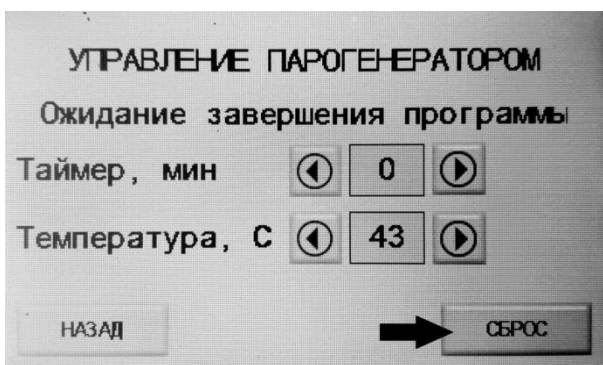 УПРАВЛЕНИЕ ПАРОГЕНЕРАТОРОМ
Ожидание завершения программы
Таймер, мин 0
Температура, С 43
НАЗАД СБРОС